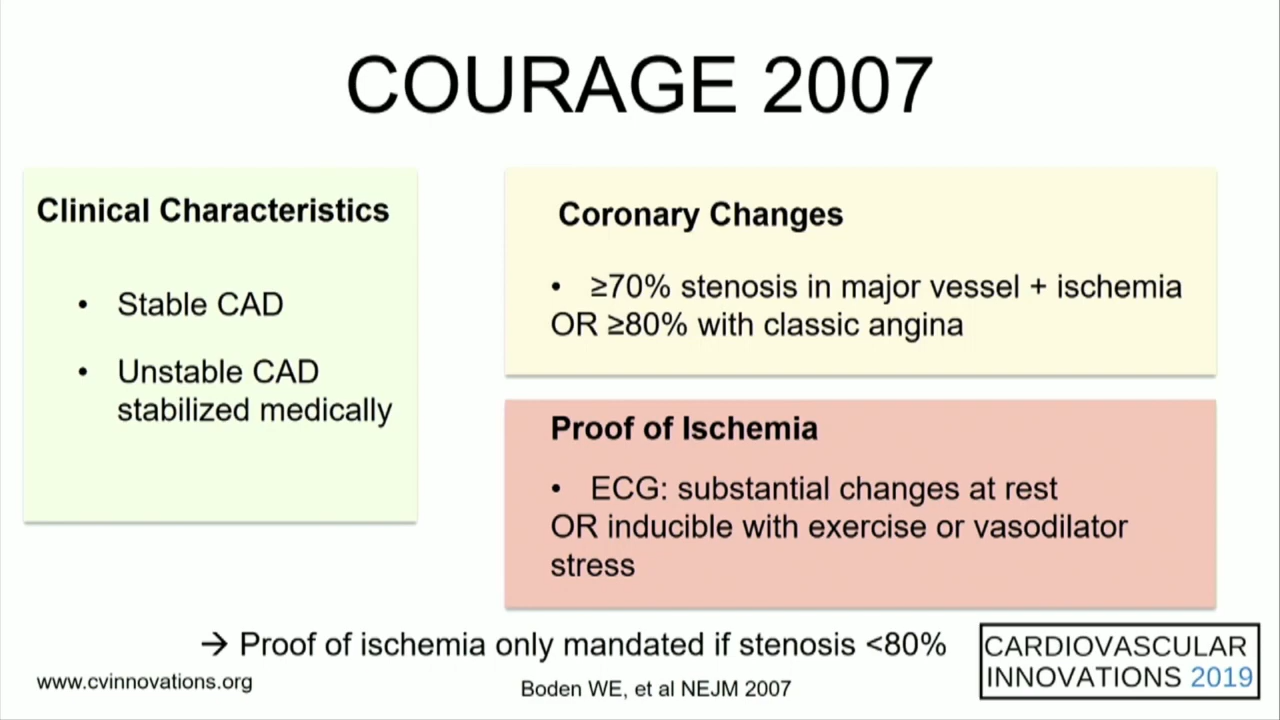 COURAGE 2007
Clinical Characteristics
• Stable CAD
• Unstable CAD
stabilized medically
Coronary Changes
• ≥70% stenosis in major vessel + ischemia
OR ≥80% with classic angina
Proof of Ischemia
• ECG: substantial changes at rest
OR inducible with exercise or vasodilator
stress
→ Proof of ischemia only mandated if stenosis <80%
www.cvinnovations.org
Boden WE, et al NEJM 2007
CARDIOVASCULAR
INNOVATIONS 2019